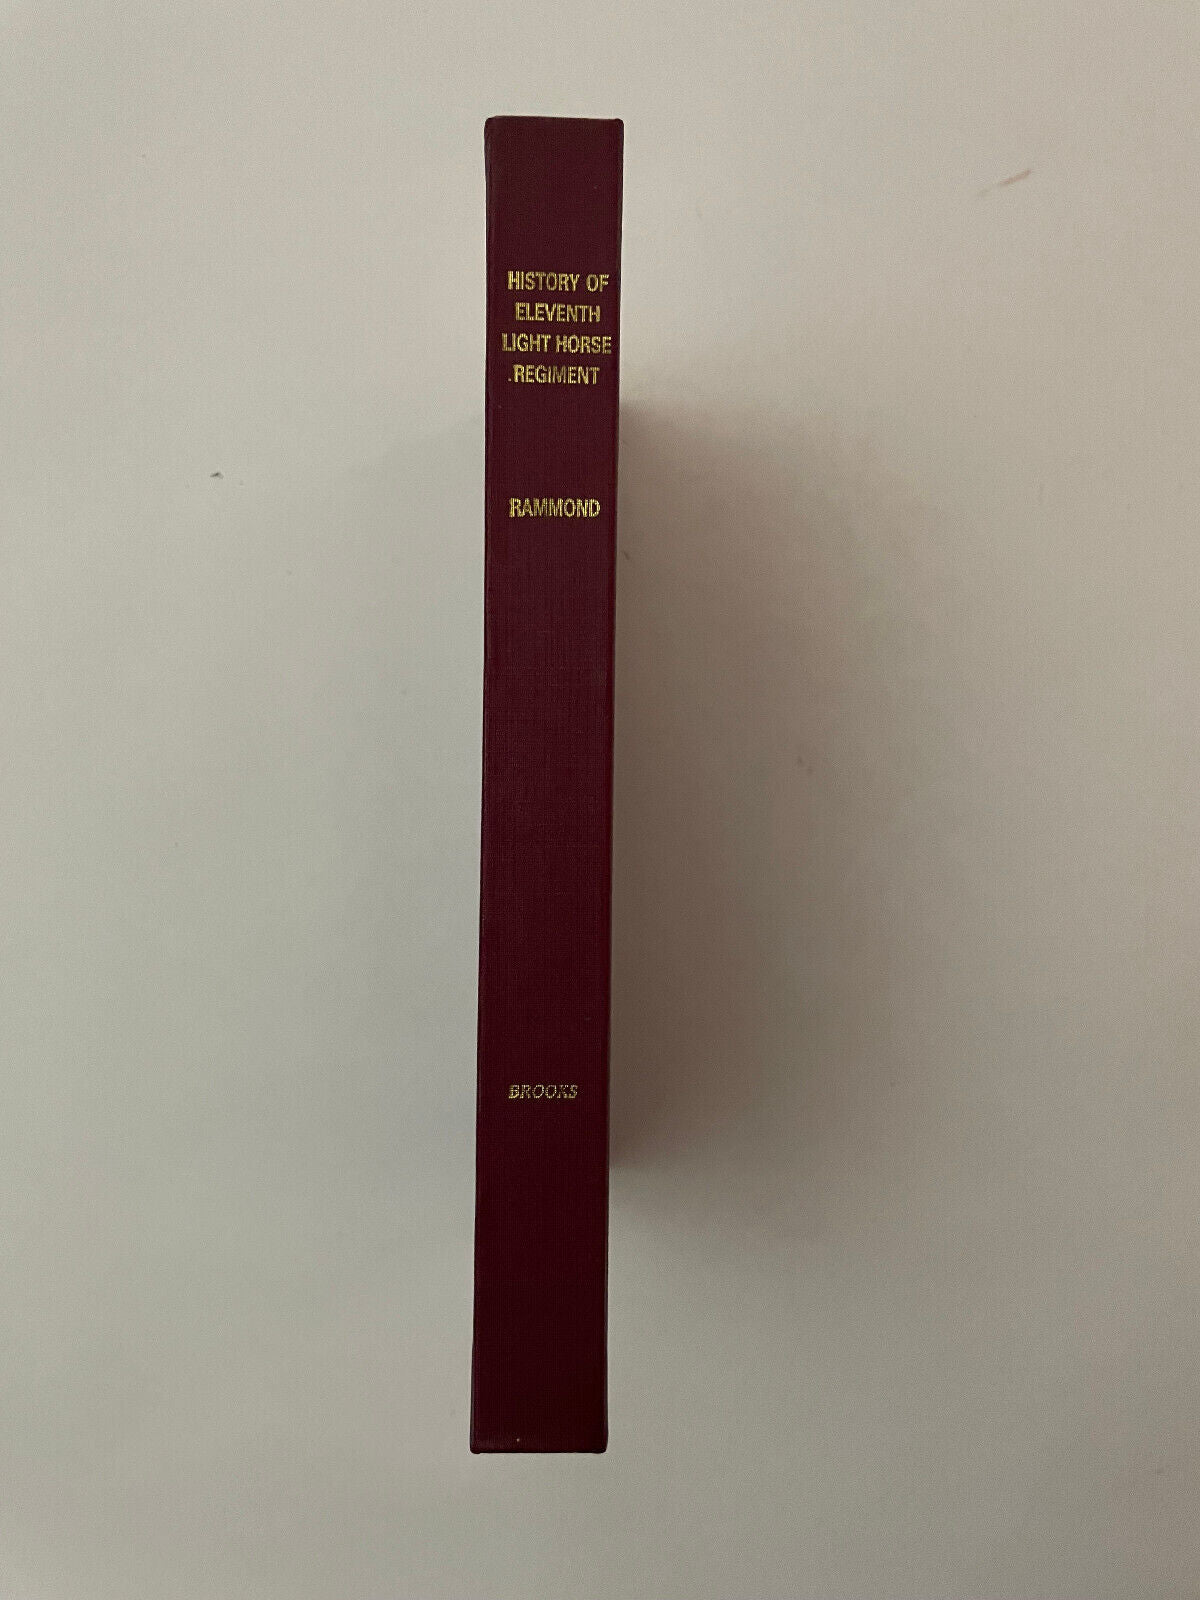 HISTORY OF
ELEVENTH
LIGHT HORSE
REGIMENT
RAMMOND
BROOKS